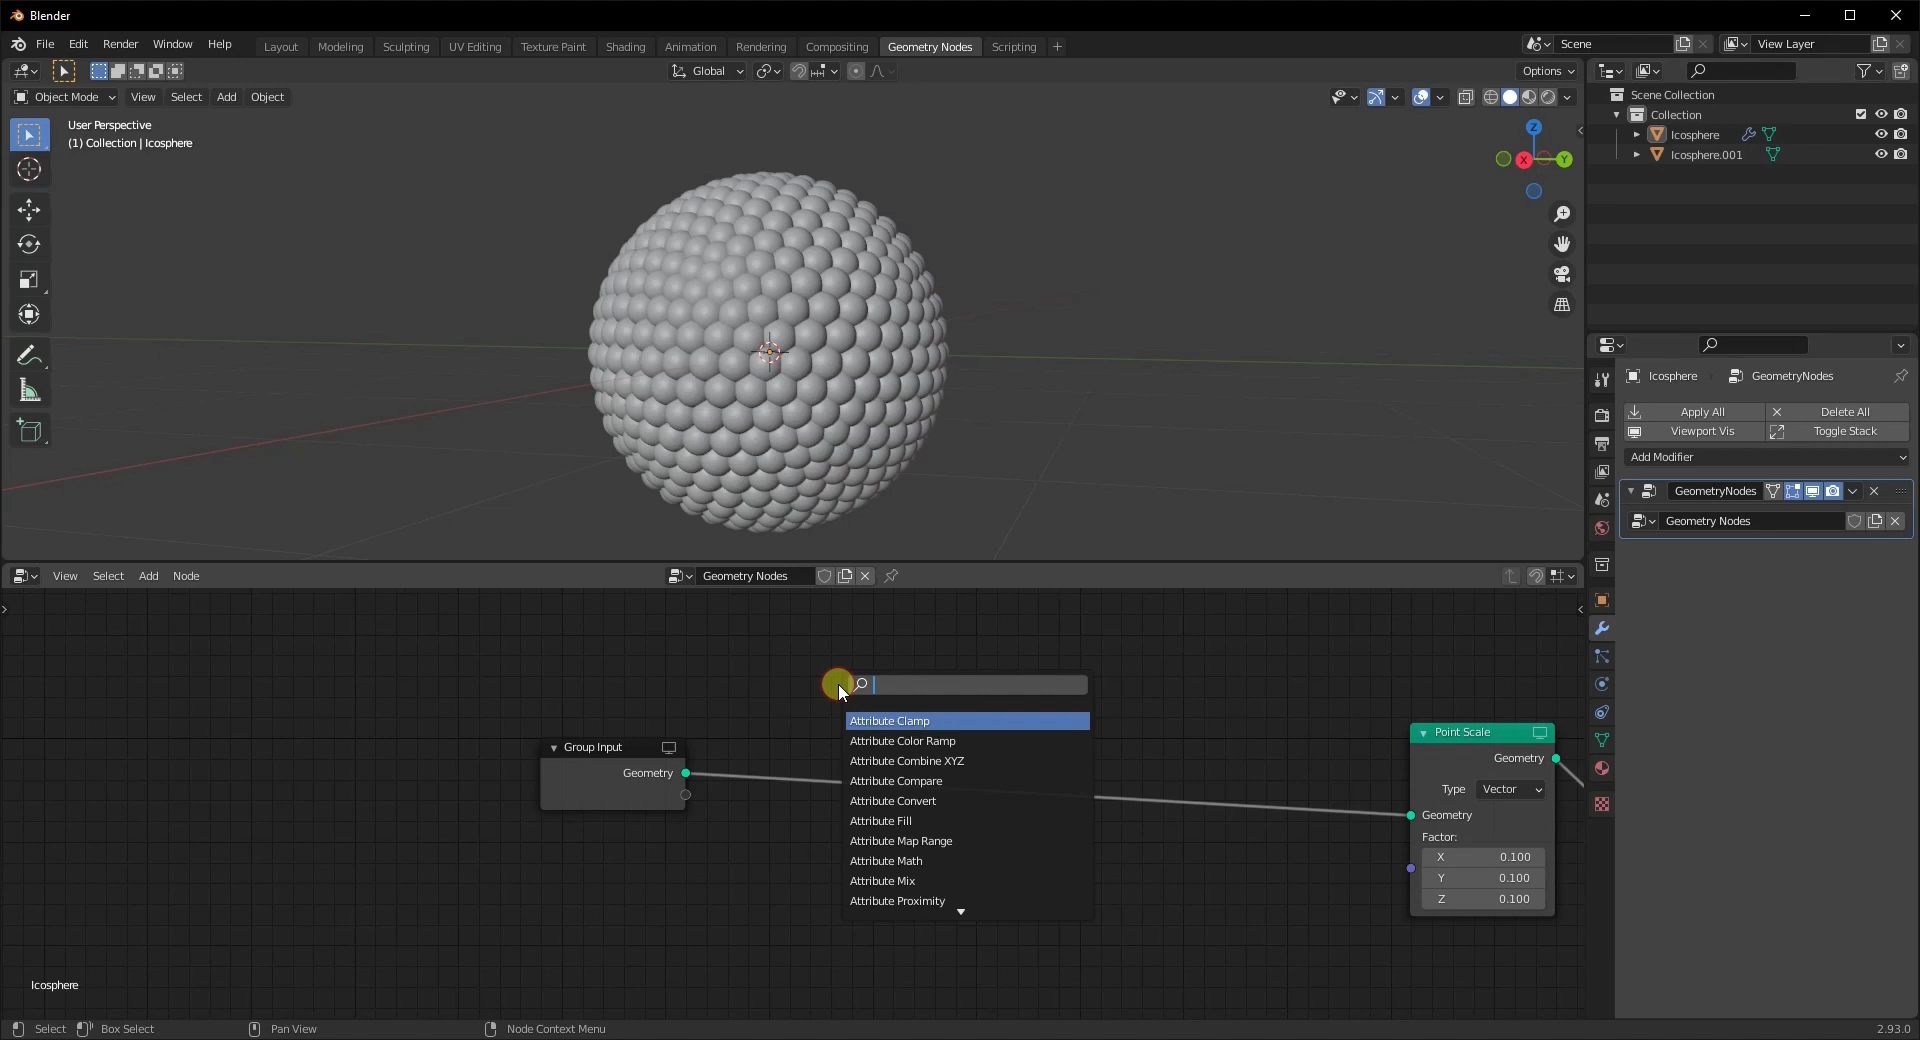 Blender
File Edit Render Window Help Layout Modeling Sculpting UV Editing Texture Paint Shading Animation Rendering Compositing Geometry Nodes Scripting + Scene View Layer
Global Options
Object Mode View Select Add Object
User Perspective
(1) Collection | Icosphere
Z
X
Y
Scene Collection
Collection
Icosphere
Icosphere.001
Icosphere GeometryNodes
Apply All Delete All
Viewport Vis Toggle Stack
Add Modifier
GeometryNodes
Geometry Nodes
View Select Add Node Geometry Nodes
Group Input
Geometry
Attribute Clamp
Attribute Color Ramp
Attribute Combine XYZ
Attribute Compare
Attribute Convert
Attribute Fill
Attribute Map Range
Attribute Math
Attribute Mix
Attribute Proximity
Point Scale
Geometry
Type Vector
Geometry
Factor:
X 0.100
Y 0.100
Z 0.100
Icosphere
Select Box Select Pan View Node Context Menu 2.93.0